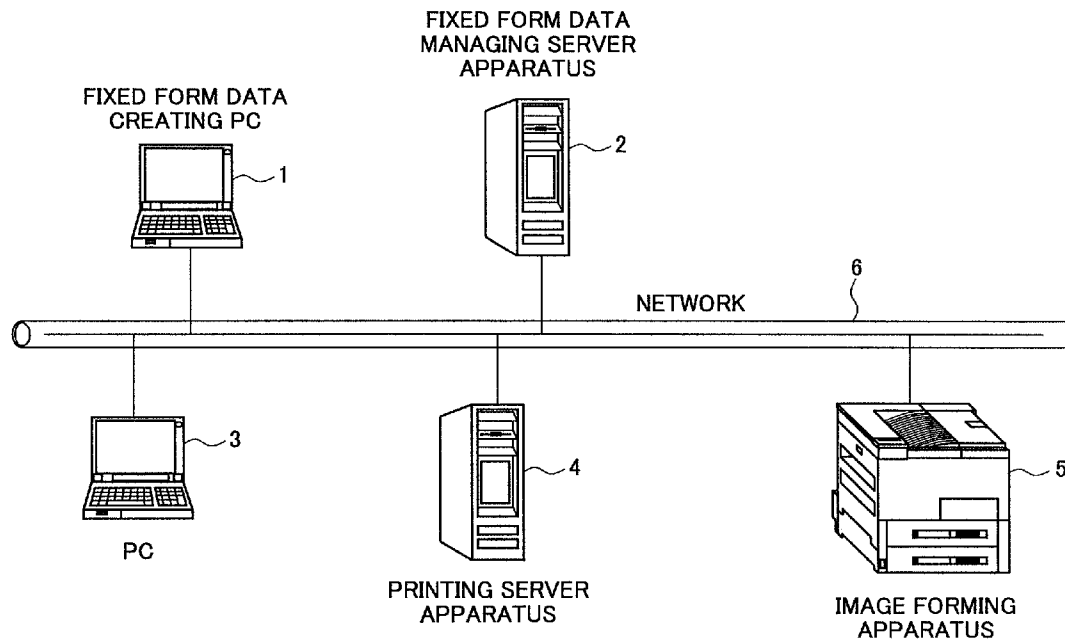 FIXED FORM DATA
MANAGING SERVER
APPARATUS
FIXED FORM DATA
CREATING PC
1
2
6
NETWORK
3
4
5
PC
PRINTING SERVER
APPARATUS
IMAGE FORMING
APPARATUS